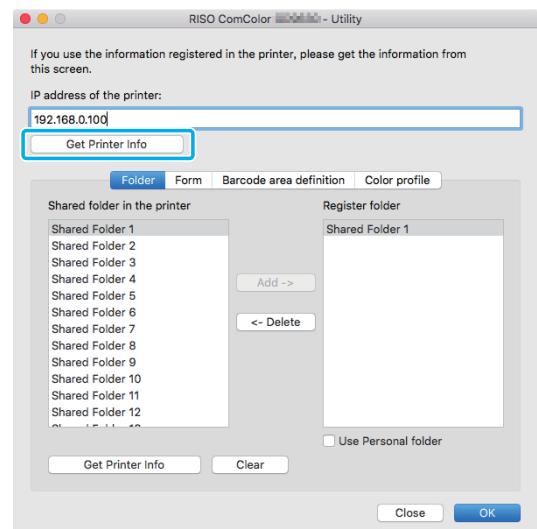 RISO ComColor - Utility
If you use the information registered in the printer, please get the information from
this screen.
IP address of the printer:
192.168.0.100
Get Printer Info
Folder Form Barcode area definition Color profile
Shared folder in the printer
Register folder
Shared Folder 1
Shared Folder 2
Shared Folder 3
Shared Folder 4
Shared Folder 5
Shared Folder 6
Shared Folder 7
Shared Folder 8
Shared Folder 9
Shared Folder 10
Shared Folder 11
Shared Folder 12
Add ->
<- Delete
Shared Folder 1
Use Personal folder
Get Printer Info
Clear
Close
OK